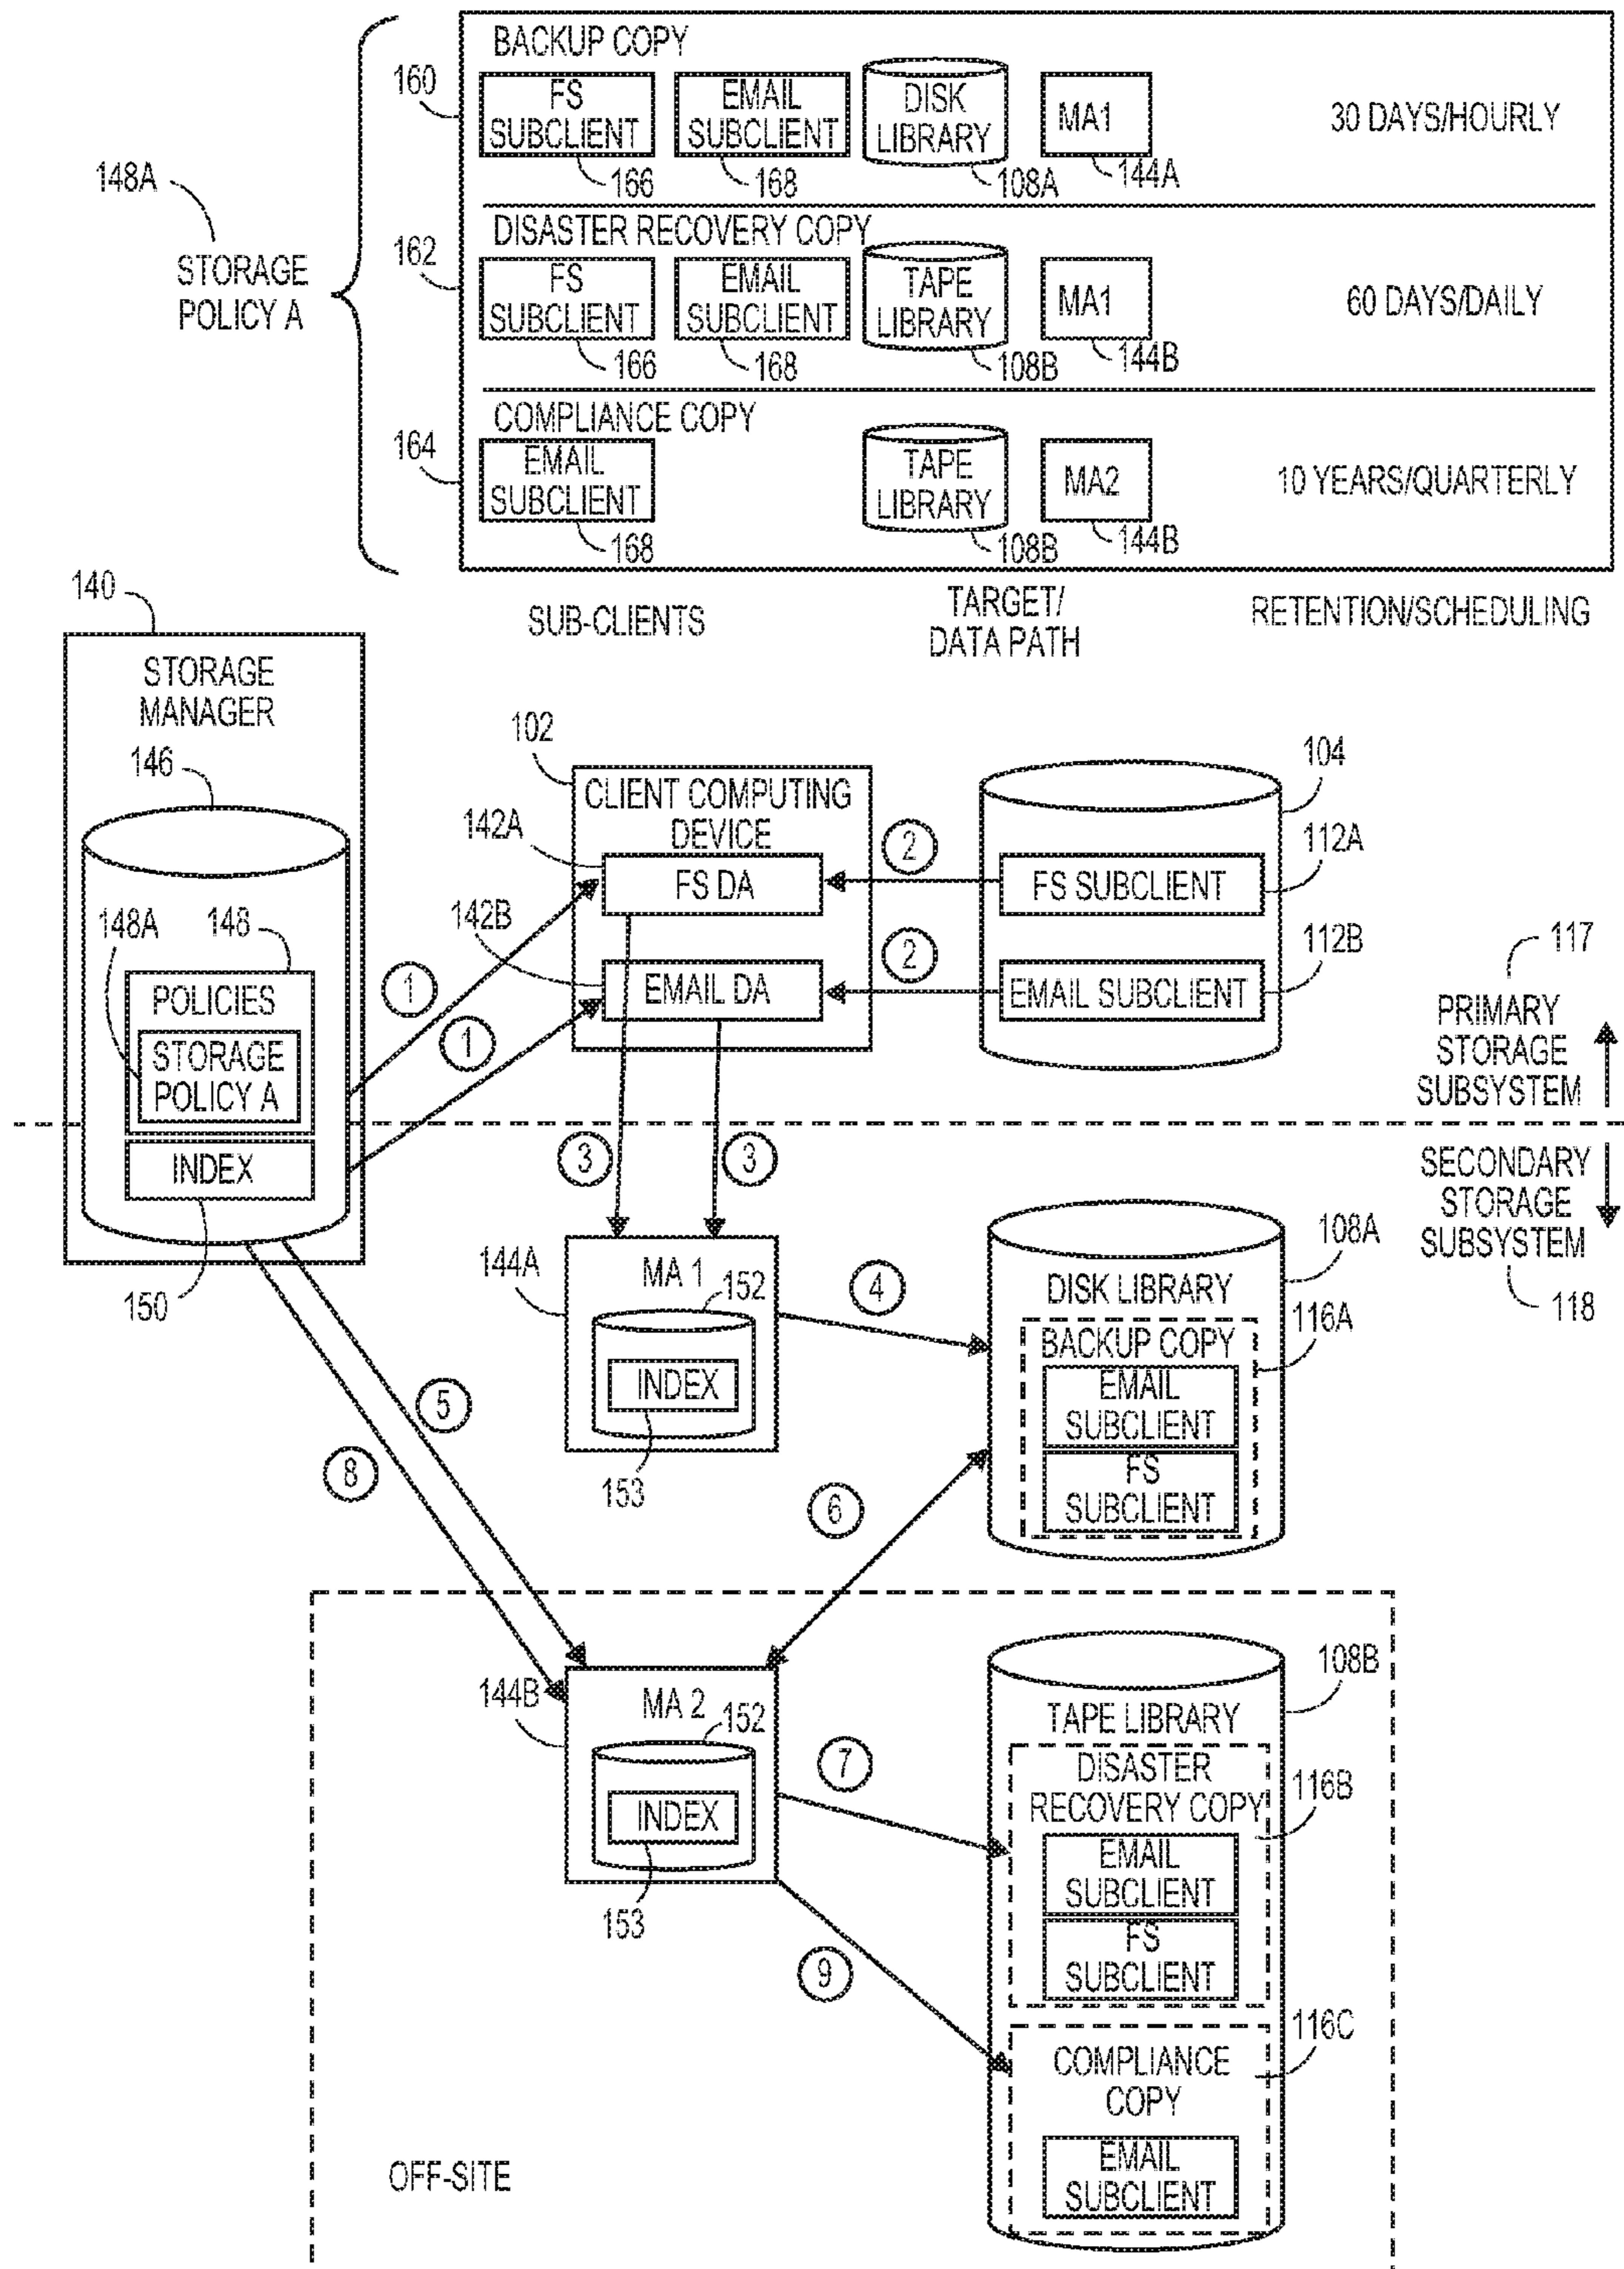 BACKUP COPY
160
FS
SUBCLIENT
166
EMAIL
SUBCLIENT
168
DISK
LIBRARY
108A
MA1
144A
30 DAYS/HOURLY
148A
STORAGE
POLICY A
DISASTER RECOVERY COPY
162
FS
SUBCLIENT
166
EMAIL
SUBCLIENT
168
TAPE
LIBRARY
108B
MA1
144B
60 DAYS/DAILY
COMPLIANCE COPY
164
EMAIL
SUBCLIENT
168
TAPE
LIBRARY
108B
MA2
144B
10 YEARS/QUARTERLY
SUB-CLIENTS
TARGET/
DATA PATH
RETENTION/SCHEDULING
140
STORAGE
MANAGER
146
148A
148
POLICIES
STORAGE
POLICY A
INDEX
150
102
CLIENT COMPUTING
DEVICE
142A
FS DA
142B
EMAIL DA
104
FS SUBCLIENT
112A
EMAIL SUBCLIENT
112B
1
1
2
2
117
PRIMARY
STORAGE
SUBSYSTEM
SECONDARY
STORAGE
SUBSYSTEM
118
3
3
144A
MA 1
152
INDEX
153
4
108A
DISK LIBRARY
BACKUP COPY
116A
EMAIL
SUBCLIENT
FS
SUBCLIENT
5
8
6
144B
MA 2
152
INDEX
153
7
9
108B
TAPE LIBRARY
DISASTER
RECOVERY COPY
116B
EMAIL
SUBCLIENT
FS
SUBCLIENT
116C
COMPLIANCE
COPY
EMAIL
SUBCLIENT
OFF-SITE